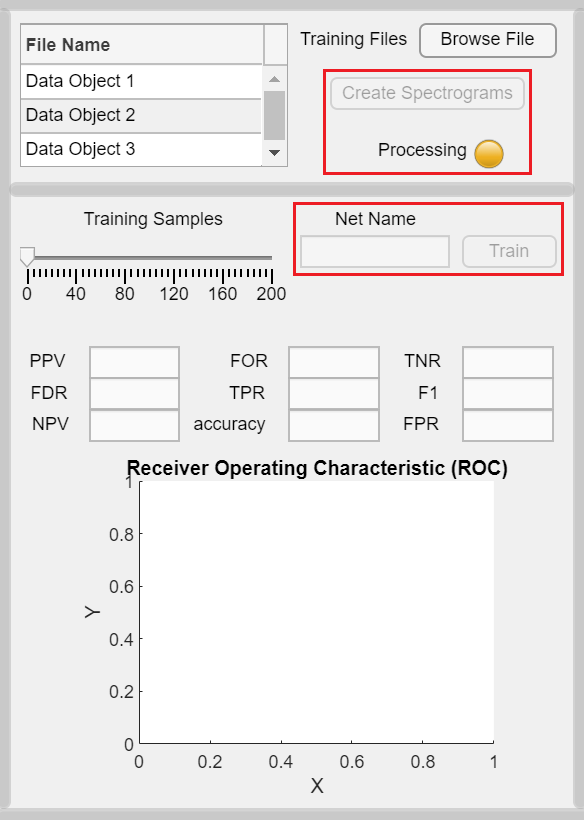 File Name
Training Files
Browse File
Data Object 1
Create Spectrograms
Data Object 2
Data Object 3
Processing
Training Samples
Net Name
Train
0 40 80 120 160 200
PPV FOR TNR
FDR TPR F1
NPV accuracy FPR
Receiver Operating Characteristic (ROC)
1
0.8
0.6
Y
0.4
0.2
0
0 0.2 0.4 0.6 0.8 1
X